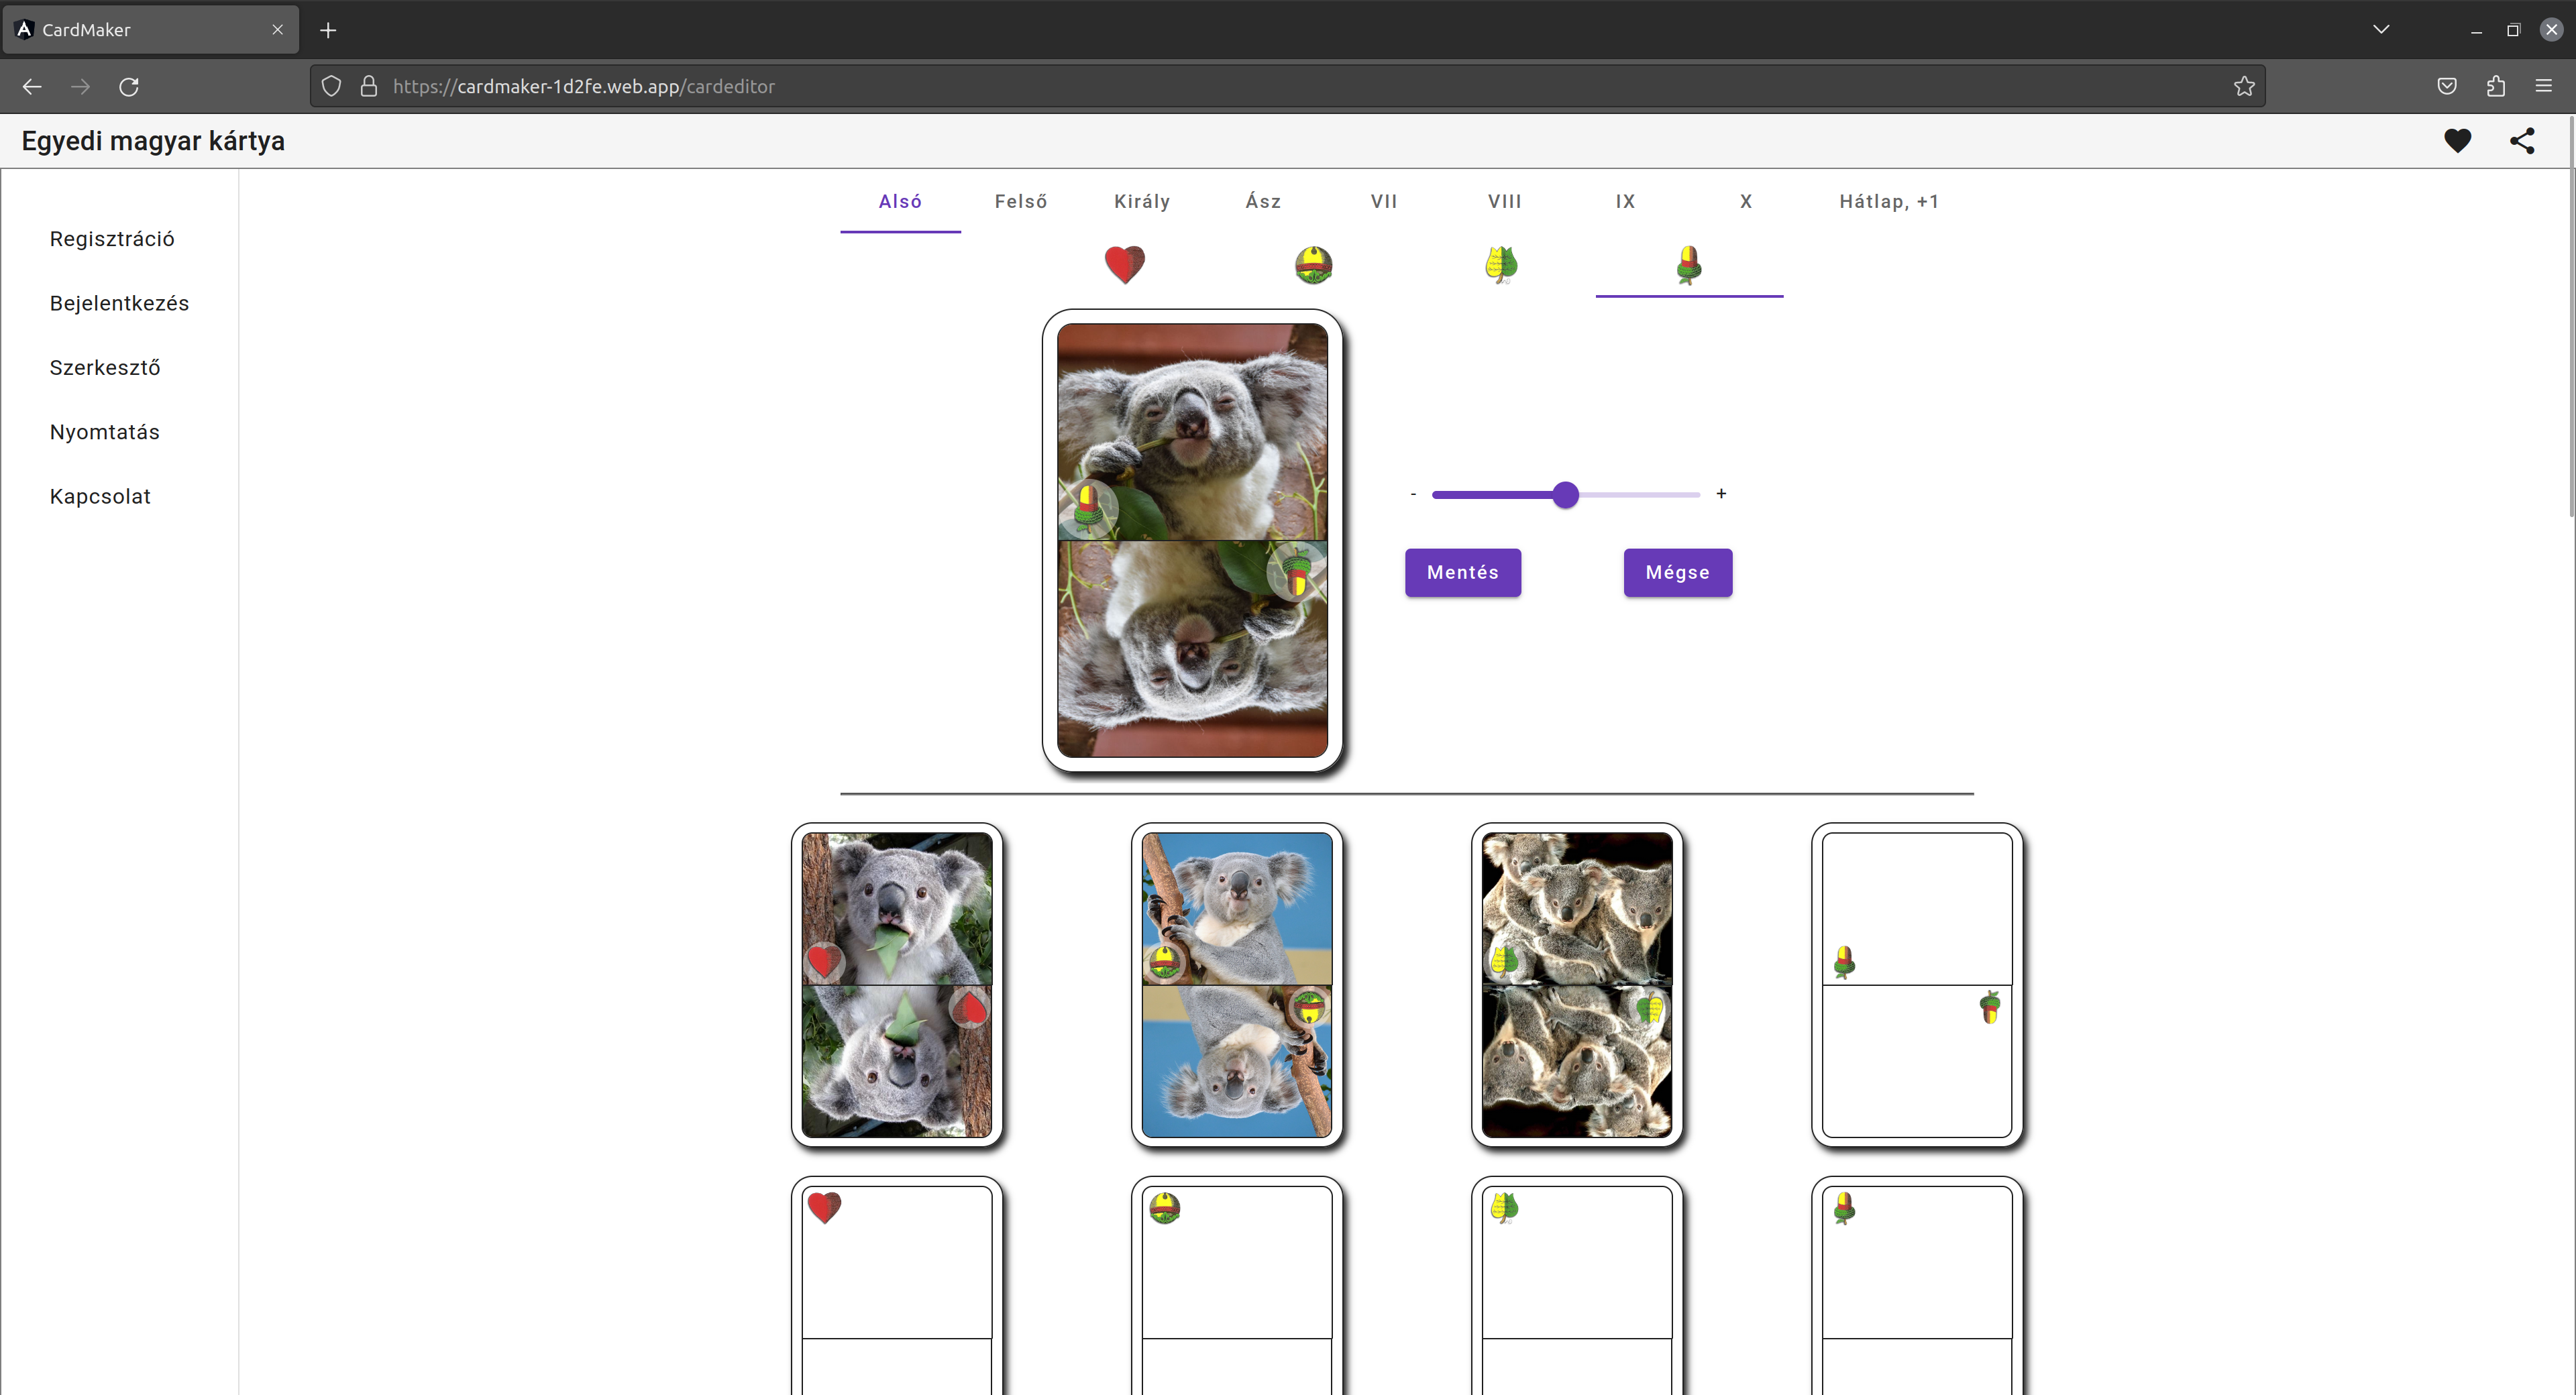 CardMaker
https://cardmaker-1d2fe.web.app/cardeditor
Egyedi magyar kártya
Alsó Felső Király Ász VII VIII IX X Hátlap, +1
Regisztráció
Bejelentkezés
Szerkesztő
Nyomtatás
Kapcsolat
- +
Mentés Mégse